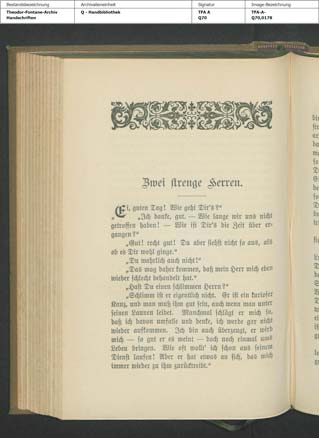 Bestandsbezeichnung Archivalieneinheit Signatur Image-Bezeichnung
Theodor-Fontane-Archiv Q - Handbibliothek TFA A TFA-A-
Handschriften Q70 Q70,0178
Zwei strenge Herren.
„Ei, guten Tag! Wie geht Dir's?“
„Ich danke, gut. — Wie lange wir uns nicht
getroffen haben! — Wie ist Dir's die Zeit über er-
gangen?“
„Gut! recht gut! Du aber siehst nicht so aus, als
ob es Dir wohl ginge.“
„Du wahrlich auch nicht!“
„Das mag daher kommen, daß mein Herr mich eben
wieder schlecht behandelt hat.“
„Hast Du einen schlimmen Herrn?“
„Schlimm ist er eigentlich nicht. Er ist ein kurioser
Kauz, und man muß ihm gut sein, auch wenn man unter
seinen Launen leidet. Manchmal schlägt er mich so,
daß ich davon umfalle und denke, ich werde gar nicht
wieder aufkommen. Ich bin auch überzeugt, er wird
mich — so gut er es meint — doch noch einmal ums
Leben bringen. Wie oft wollt' ich schon aus seinem
Dienst laufen! Aber er hat etwas an sich, das mich
immer wieder zu ihm zurücktreibt.“